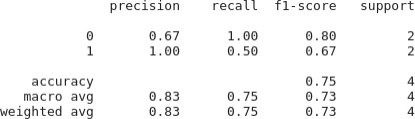 precision recall f1-score support
0 0.67 1.00 0.80 2
1 1.00 0.50 0.67 2
accuracy 0.75 4
macro avg 0.83 0.75 0.73 4
weighted avg 0.83 0.75 0.73 4